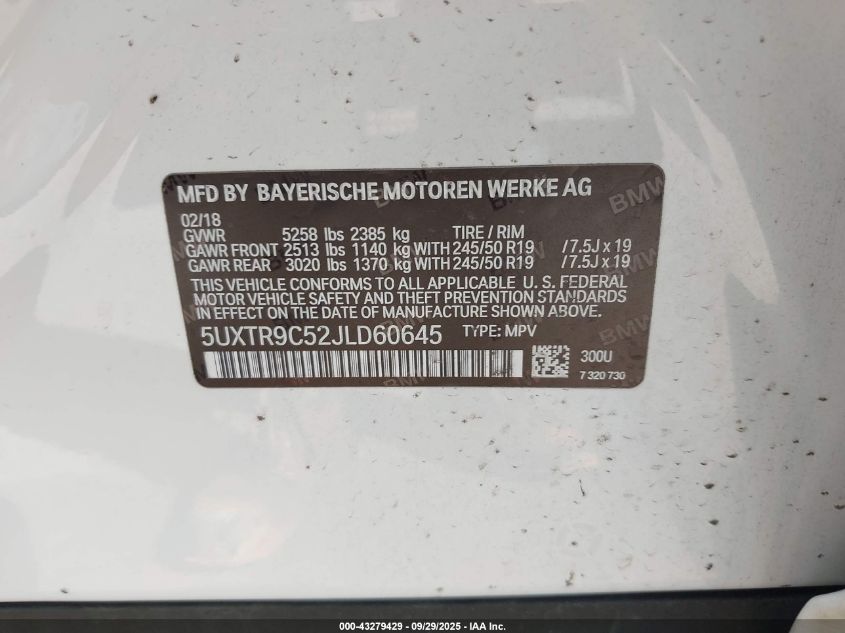 MFD BY BAYERISCHE MOTOREN WERKE AG
02/18
GVWR 5258 lbs 2385 kg TIRE / RIM
GAWR FRONT 2513 lbs 1140 kg WITH 245/50 R19 /7.5J x 19
GAWR REAR 3020 lbs 1370 kg WITH 245/50 R19 /7.5J x 19
THIS VEHICLE CONFORMS TO ALL APPLICABLE U. S. FEDERAL
MOTOR VEHICLE SAFETY AND THEFT PREVENTION STANDARDS
IN EFFECT ON THE DATE OF MANUFACTURE SHOWN ABOVE.
5UXTR9C52JLD60645 TYPE: MPV
300U
7 320 730
BMW
BMW
BMW
000-43279429 - 09/29/2025 - IAA Inc.